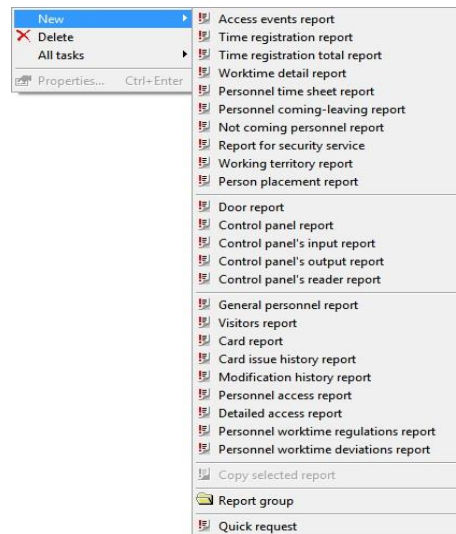 New
Delete
All tasks
Properties... Ctrl+Enter
Access events report
Time registration report
Time registration total report
Worktime detail report
Personnel time sheet report
Personnel coming-leaving report
Not coming personnel report
Report for security service
Working territory report
Person placement report
Door report
Control panel report
Control panel's input report
Control panel's output report
Control panel's reader report
General personnel report
Visitors report
Card report
Card issue history report
Modification history report
Personnel access report
Detailed access report
Personnel worktime regulations report
Personnel worktime deviations report
Copy selected report
Report group
Quick request